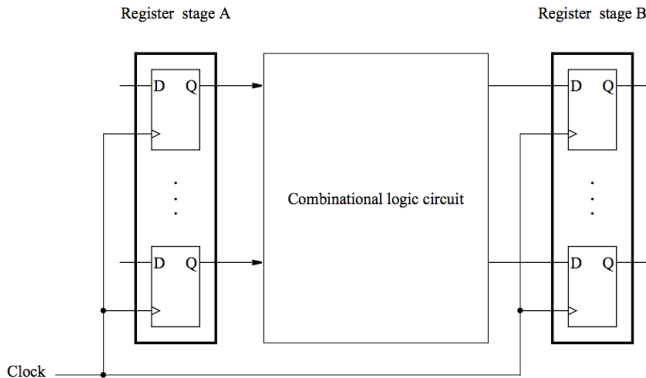 Register stage A
Register stage B
D Q
D Q
Combinational logic circuit
D Q
D Q
Clock